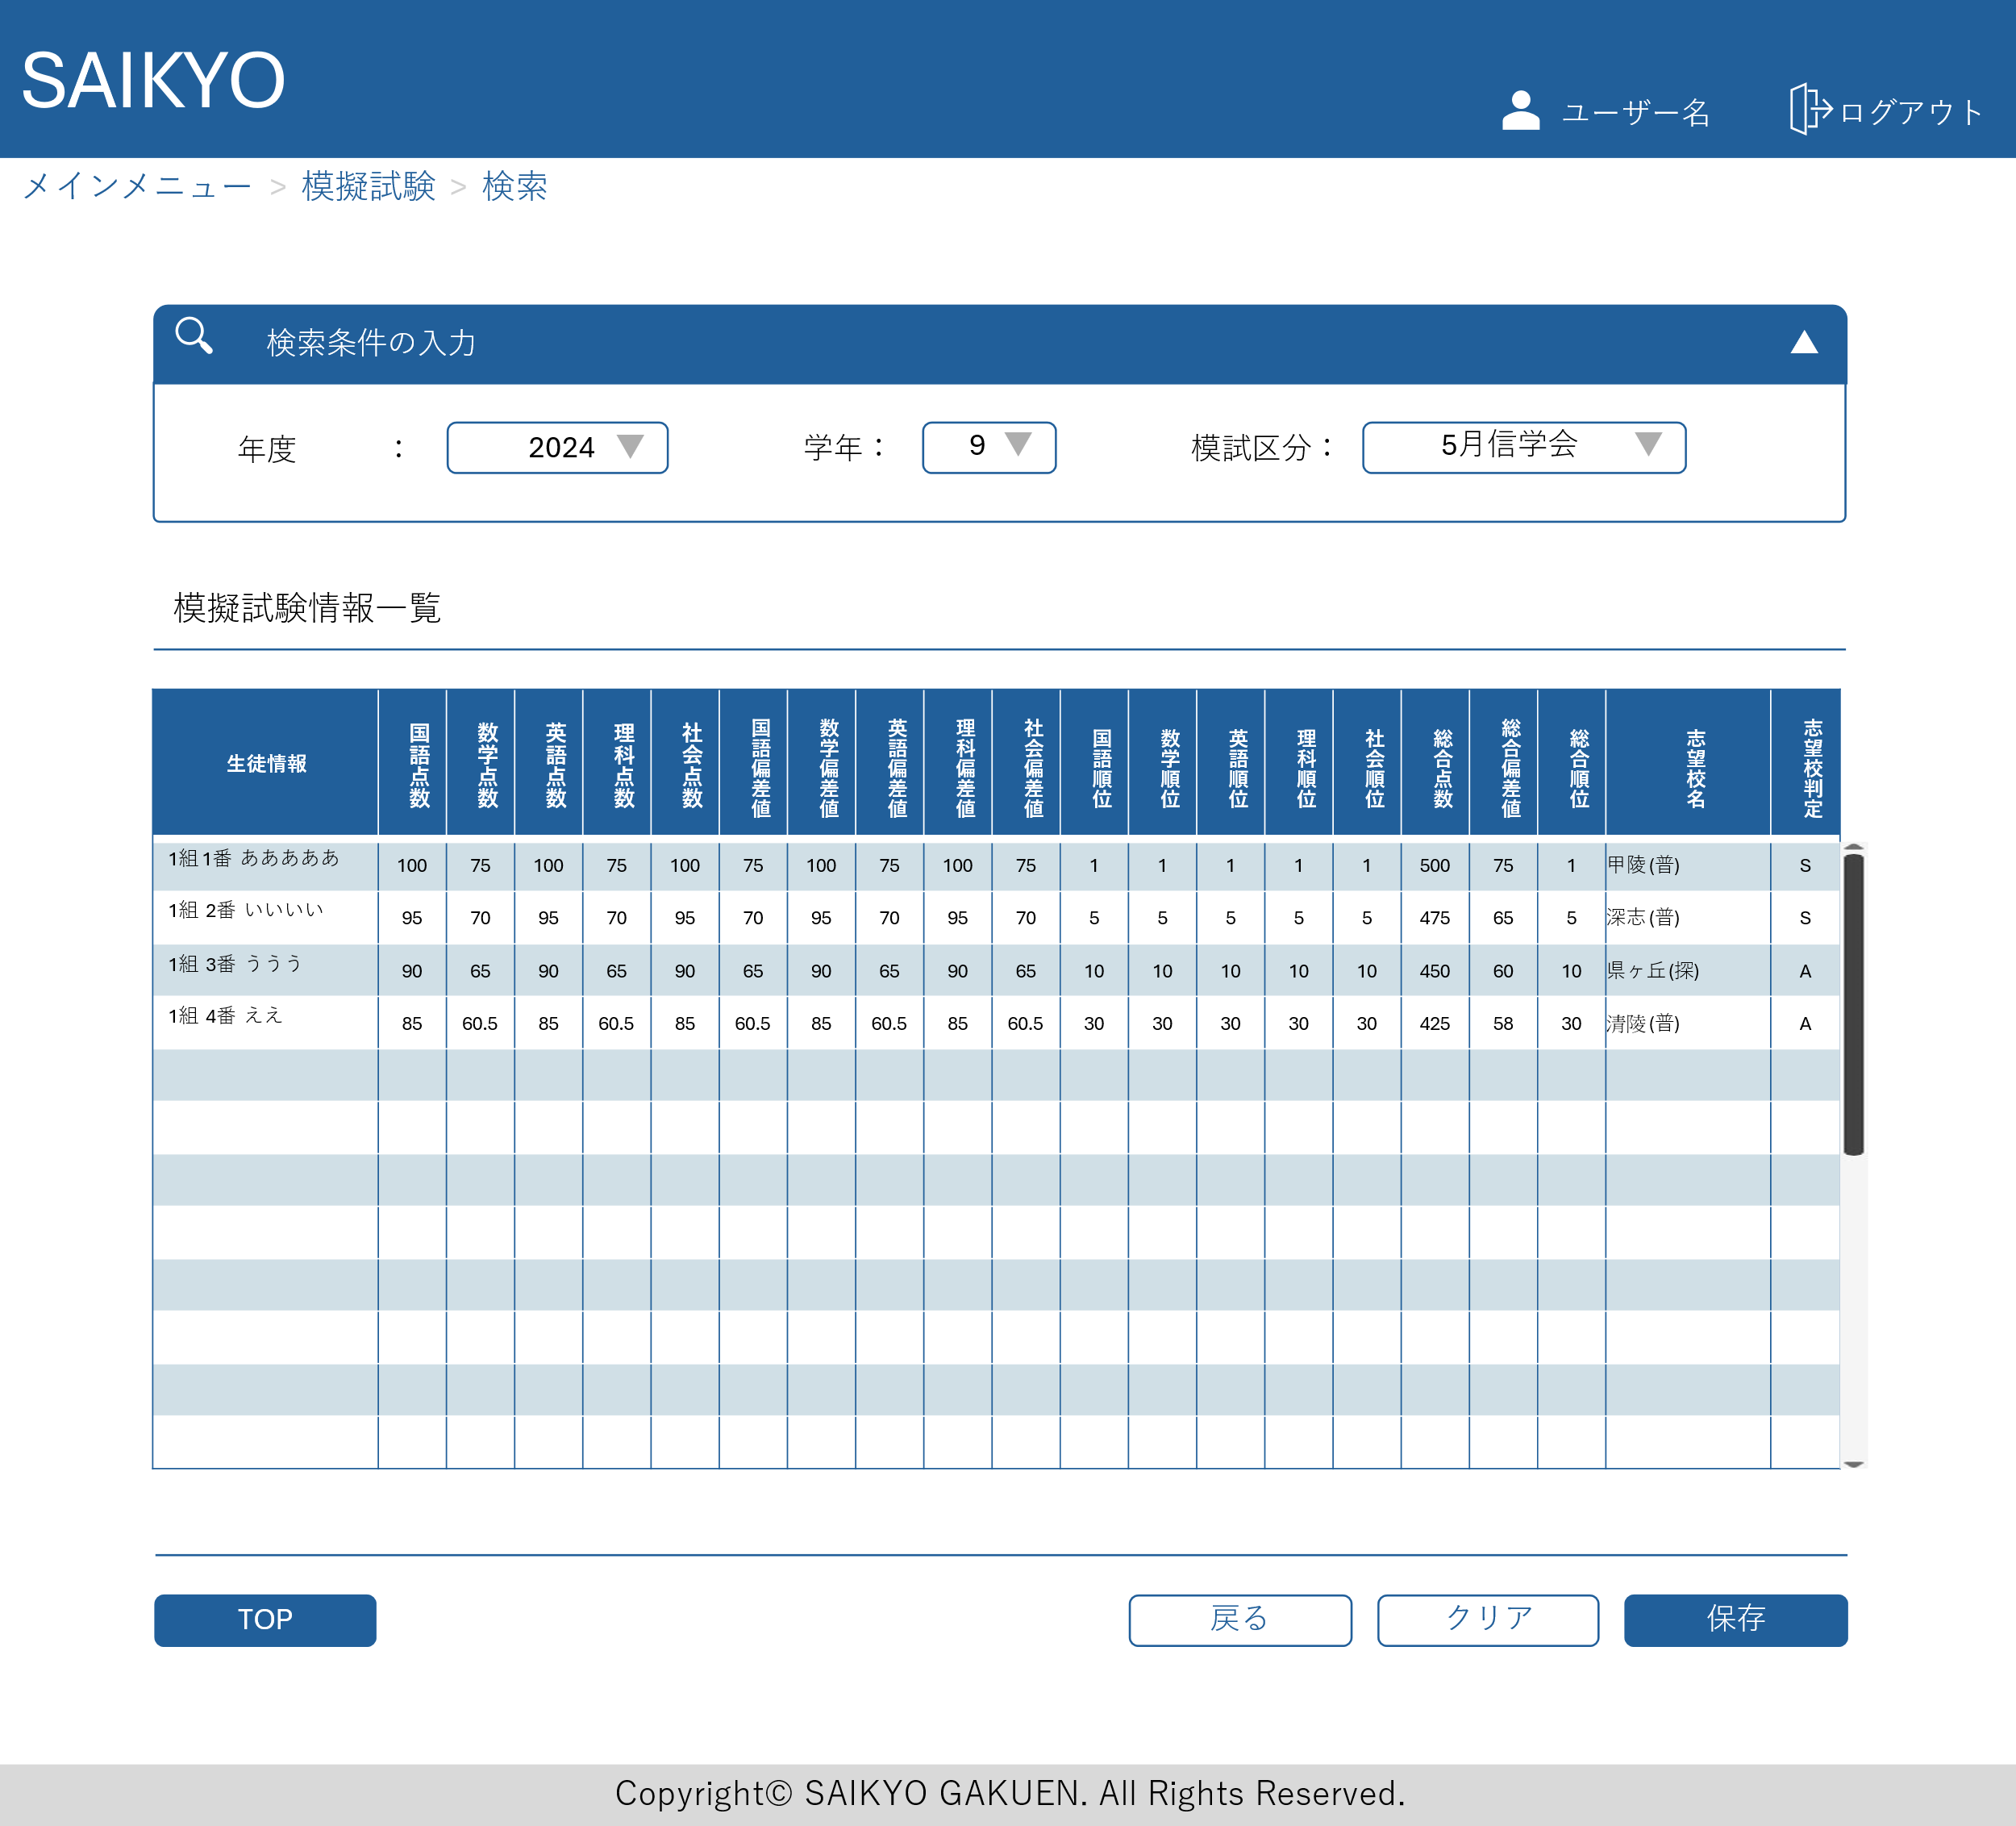 SAIKYO
ユーザー名 ログアウト
メインメニュー > 模擬試験 > 検索
検索条件の入力
年度 : 2024 学年: 9 模試区分: 5月信学会
模擬試験情報一覧
生徒情報 国語点数 数学点数 英語点数 理科点数 社会点数 国語偏差値 数学偏差値 英語偏差値 理科偏差値 社会偏差値 国語順位 数学順位 英語順位 理科順位 社会順位 総合点数 総合偏差値 総合順位 志望校名 志望校判定
1組1番 あああああ 100 75 100 75 100 75 100 75 100 75 1 1 1 1 1 500 75 1 甲陵(普) S
1組 2番 いいいい 95 70 95 70 95 70 95 70 95 70 5 5 5 5 5 475 65 5 深志(普) S
1組 3番 ううう 90 65 90 65 90 65 90 65 90 65 10 10 10 10 10 450 60 10 県ヶ丘(探) A
1組 4番 ええ 85 60.5 85 60.5 85 60.5 85 60.5 85 60.5 30 30 30 30 30 425 58 30 清陵(普) A
TOP 戻る クリア 保存
Copyright© SAIKYO GAKUEN. All Rights Reserved.